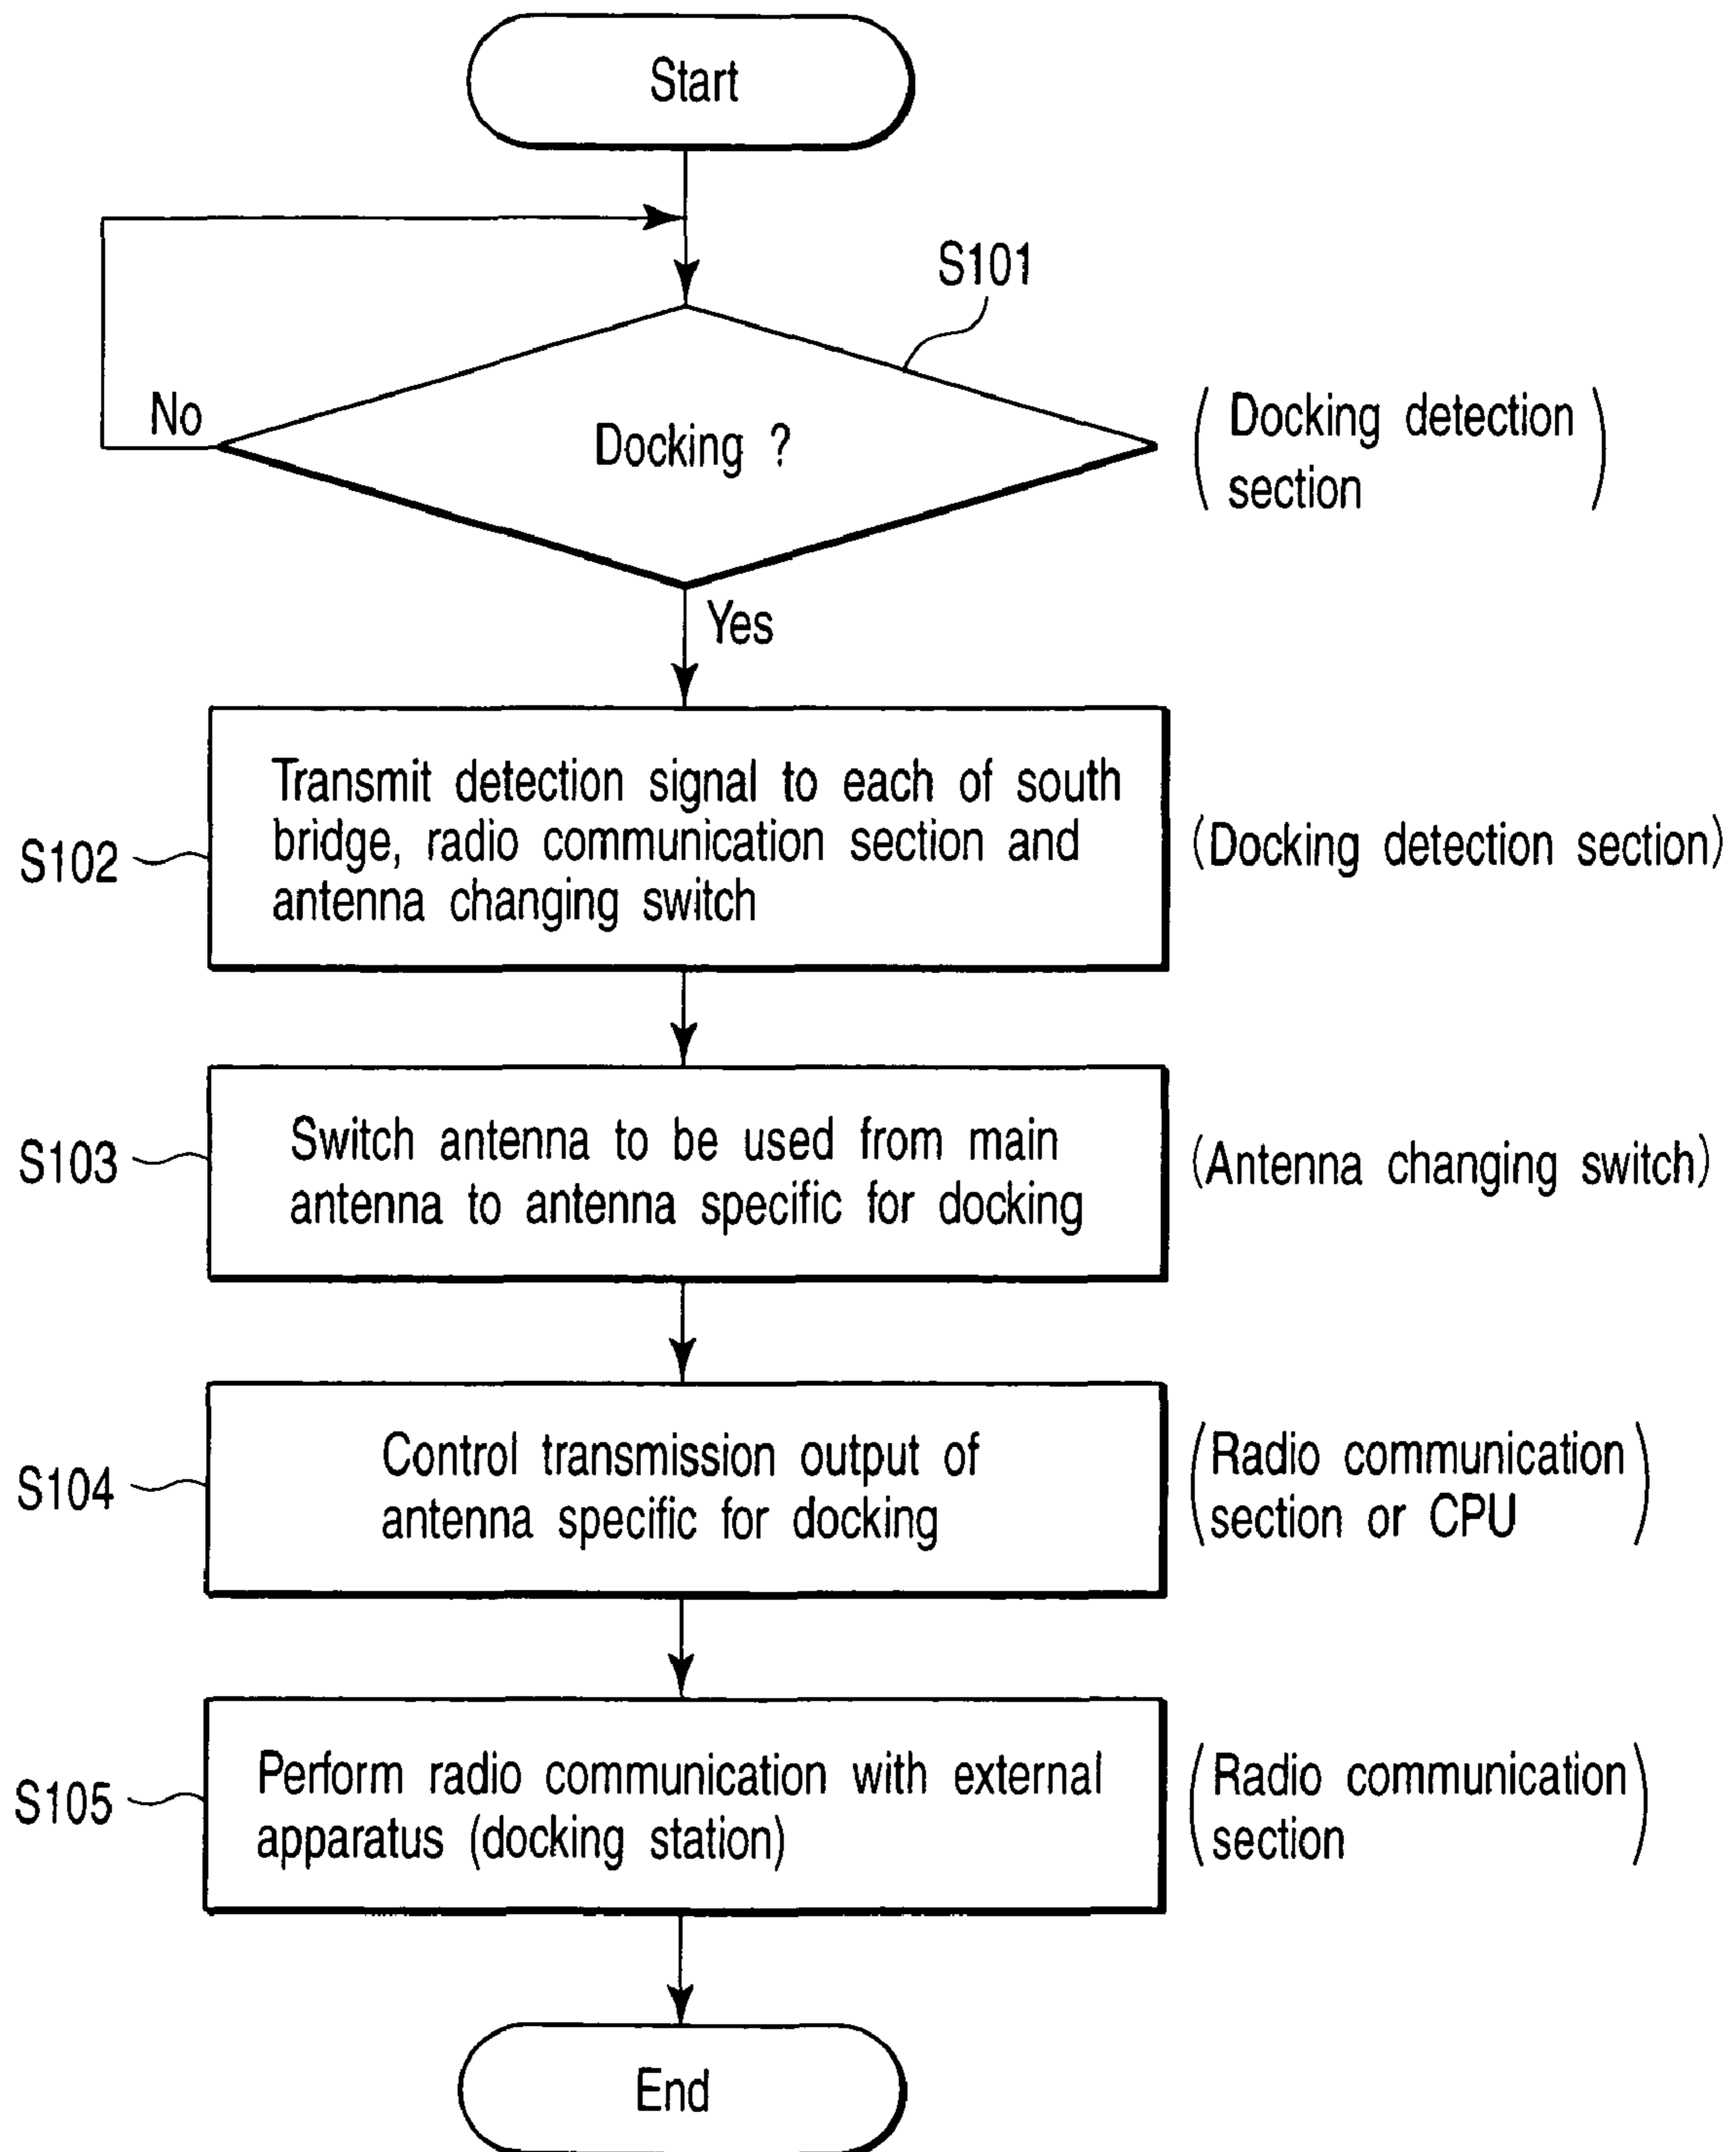 Start
S101
No
Docking ?
( Docking detection
section )
Yes
S102
Transmit detection signal to each of south
bridge, radio communication section and
antenna changing switch
(Docking detection section)
S103
Switch antenna to be used from main
antenna to antenna specific for docking
(Antenna changing switch)
S104
Control transmission output of
antenna specific for docking
(Radio communication
section or CPU)
S105
Perform radio communication with external
apparatus (docking station)
(Radio communication
section)
End